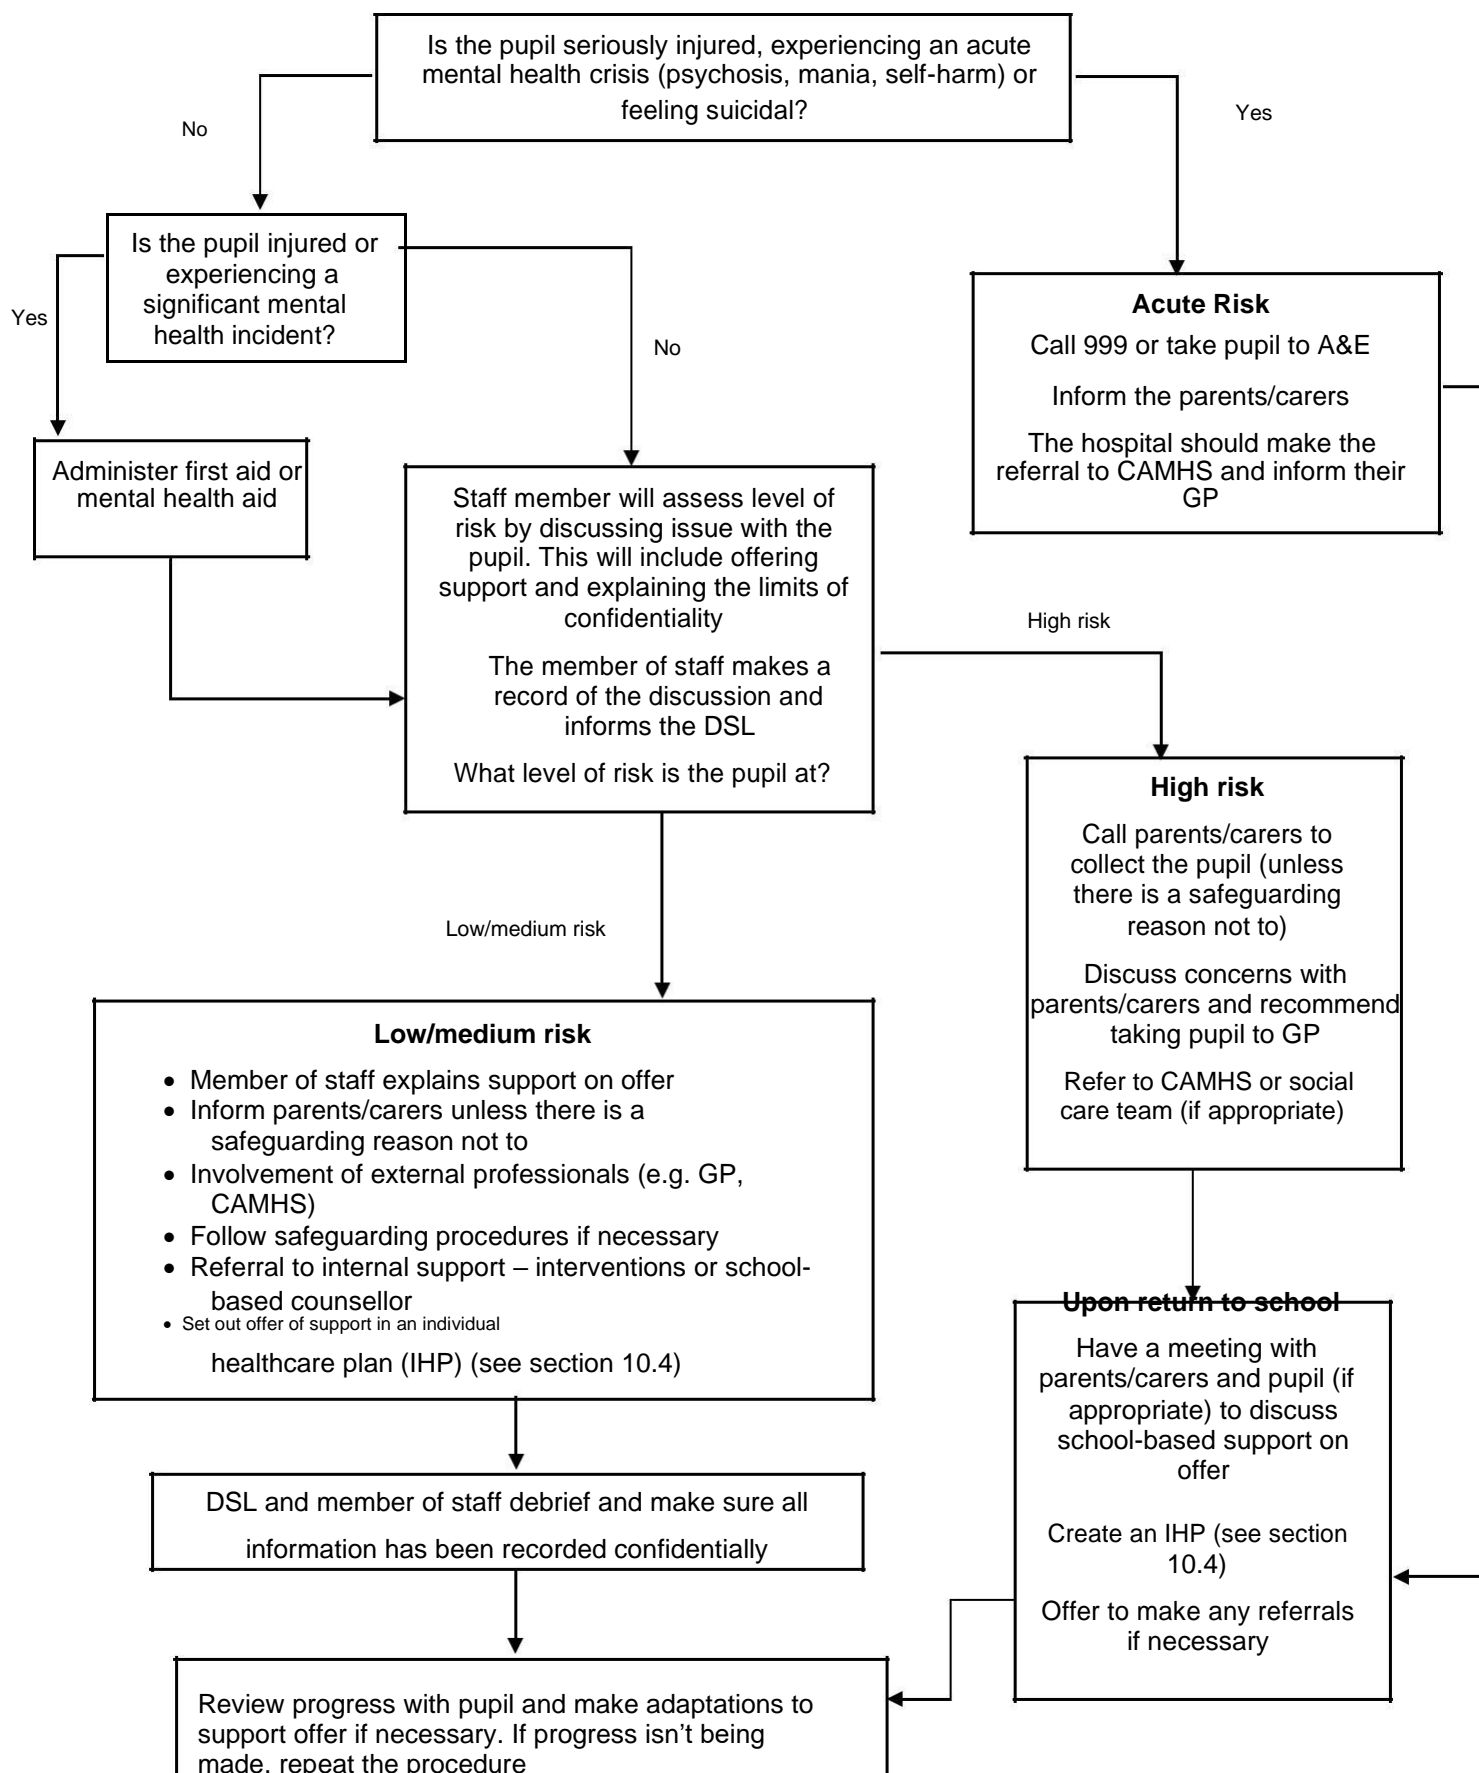 Is the pupil seriously injured, experiencing an acute
mental health crisis (psychosis, mania, self-harm) or
feeling suicidal?
No
Yes
Is the pupil injured or
experiencing a
significant mental
health incident?
Yes
No
Acute Risk
Call 999 or take pupil to A&E
Inform the parents/carers
The hospital should make the
referral to CAMHS and inform their
GP
Administer first aid or
mental health aid
Staff member will assess level of
risk by discussing issue with the
pupil. This will include offering
support and explaining the limits of
confidentiality
The member of staff makes a
record of the discussion and
informs the DSL
What level of risk is the pupil at?
High risk
High risk
Call parents/carers to
collect the pupil (unless
there is a safeguarding
reason not to)
Discuss concerns with
parents/carers and recommend
taking pupil to GP
Refer to CAMHS or social
care team (if appropriate)
Low/medium risk
Low/medium risk
• Member of staff explains support on offer
• Inform parents/carers unless there is a
safeguarding reason not to
• Involvement of external professionals (e.g. GP,
CAMHS)
• Follow safeguarding procedures if necessary
• Referral to internal support – interventions or school-
based counsellor
• Set out offer of support in an individual
healthcare plan (IHP) (see section 10.4)
Upon return to school
Have a meeting with
parents/carers and pupil (if
appropriate) to discuss
school-based support on
offer
Create an IHP (see section
10.4)
Offer to make any referrals
if necessary
DSL and member of staff debrief and make sure all
information has been recorded confidentially
Review progress with pupil and make adaptations to
support offer if necessary. If progress isn’t being
made, repeat the procedure